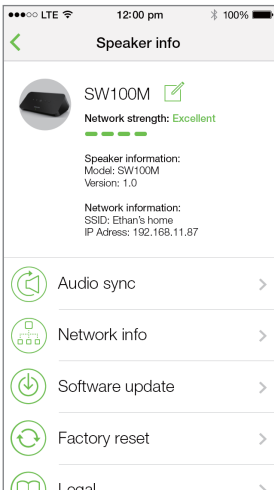 LTE 12:00 pm 100%
Speaker info
SW100M
Network strength: Excellent
Speaker information:
Model: SW100M
Version: 1.0
Network information:
SSID: Ethan's home
IP Adress: 192.168.11.87
Audio sync
Network info
Software update
Factory reset
Legal